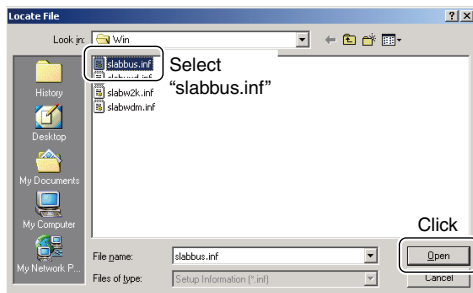 Locate File
Look in:
Win
slabbus.inf
slabw2k.inf
slabwdm.inf
Select
“slabbus.inf”
History
Desktop
My Documents
My Computer
My Network P...
Click
File name:
slabbus.inf
Open
Files of type:
Setup Information (*.inf)
Cancel